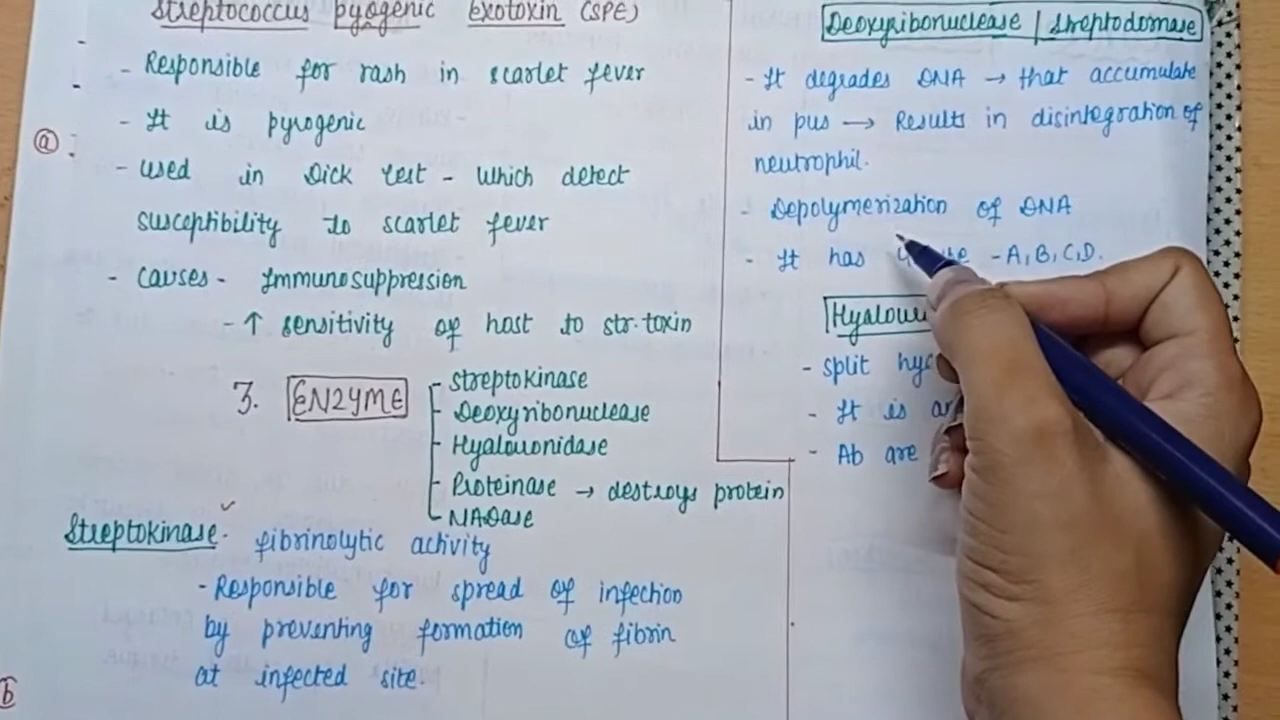 Streptococcus pyogenic Exotoxin (SPE)
- Responsible for rash in scarlet fever
- It is pyrogenic
a
- used in Dick test - which detect
susceptibility to scarlet fever
- causes - Immunosuppression
- ↑ sensitivity of host to str. toxin
3. ENZYME
- Streptokinase
- Deoxyribonuclease
- Hyalouonidase
- Proteinase → destroys protein
- NADase
Streptokinase - fibrinolytic activity
- Responsible for spread of infection
by preventing formation of fibrin
at infected site.
b
Deoxyribonuclease | Streptodornase
- It degrades DNA → that accumulate
in pus → Results in disintegration of
neutrophil.
- Depolymerization of DNA
- It has - A, B, C, D.
- split
- It is
- Ab are